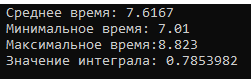 Среднее время: 7.6167
Минимальное время: 7.01
Максимальное время:8.823
Значение интеграла: 0.7853982